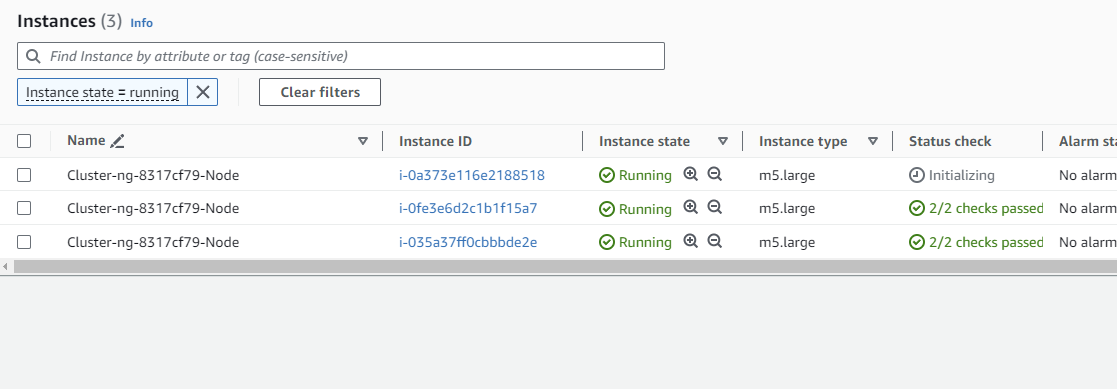 Instances (3) Info
Find Instance by attribute or tag (case-sensitive)
Instance state = running
Clear filters
Name Instance ID Instance state Instance type Status check Alarm sta
Cluster-ng-8317cf79-Node i-0a373e116e2188518 Running m5.large Initializing No alarm
Cluster-ng-8317cf79-Node i-0fe3e6d2c1b1f15a7 Running m5.large 2/2 checks passed No alarm
Cluster-ng-8317cf79-Node i-035a37ff0cbbbde2e Running m5.large 2/2 checks passed No alarm